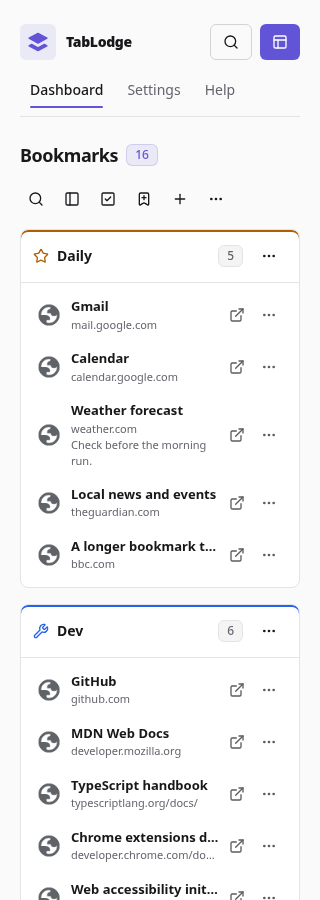 TabLodge
Dashboard Settings Help
Bookmarks 16
Daily 5
Gmail
mail.google.com
Calendar
calendar.google.com
Weather forecast
weather.com
Check before the morning
run.
Local news and events
theguardian.com
A longer bookmark t...
bbc.com
Dev 6
GitHub
github.com
MDN Web Docs
developer.mozilla.org
TypeScript handbook
typescriptlang.org/docs/
Chrome extensions d...
developer.chrome.com/do...
Web accessibility init...